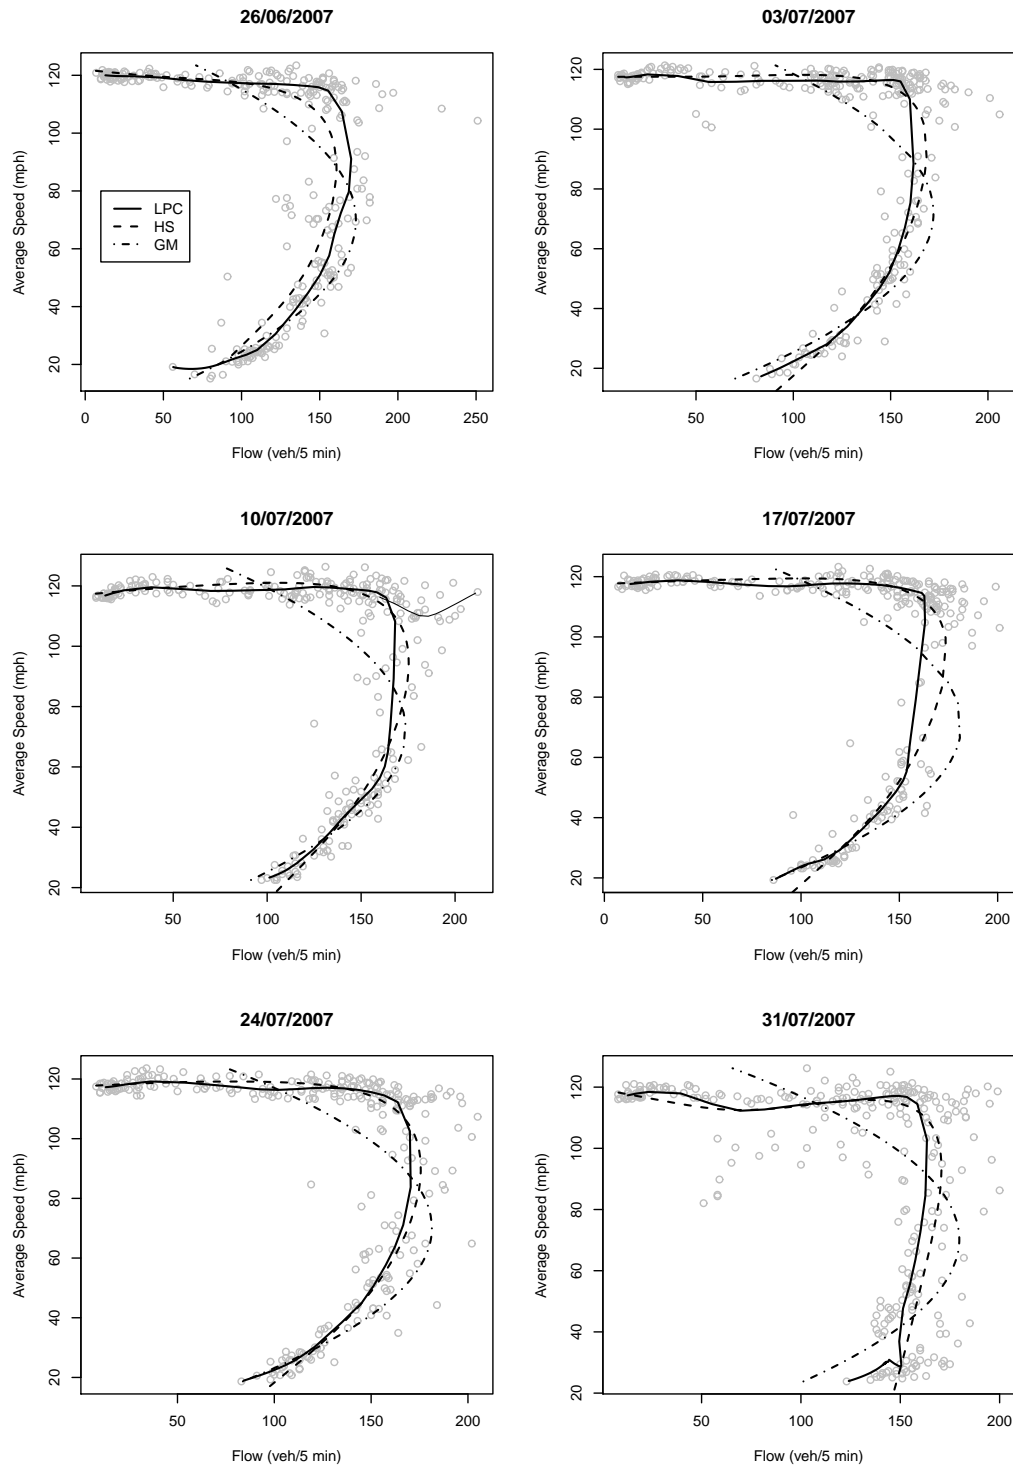 26/06/2007
120
100
80
60
40
20
Average Speed (mph)
LPC
HS
GM
0 50 100 150 200 250
Flow (veh/5 min)
03/07/2007
120
100
80
60
40
20
Average Speed (mph)
50 100 150 200
Flow (veh/5 min)
10/07/2007
120
100
80
60
40
20
Average Speed (mph)
50 100 150 200
Flow (veh/5 min)
17/07/2007
120
100
80
60
40
20
Average Speed (mph)
0 50 100 150 200
Flow (veh/5 min)
24/07/2007
120
100
80
60
40
20
Average Speed (mph)
50 100 150 200
Flow (veh/5 min)
31/07/2007
120
100
80
60
40
20
Average Speed (mph)
50 100 150 200
Flow (veh/5 min)